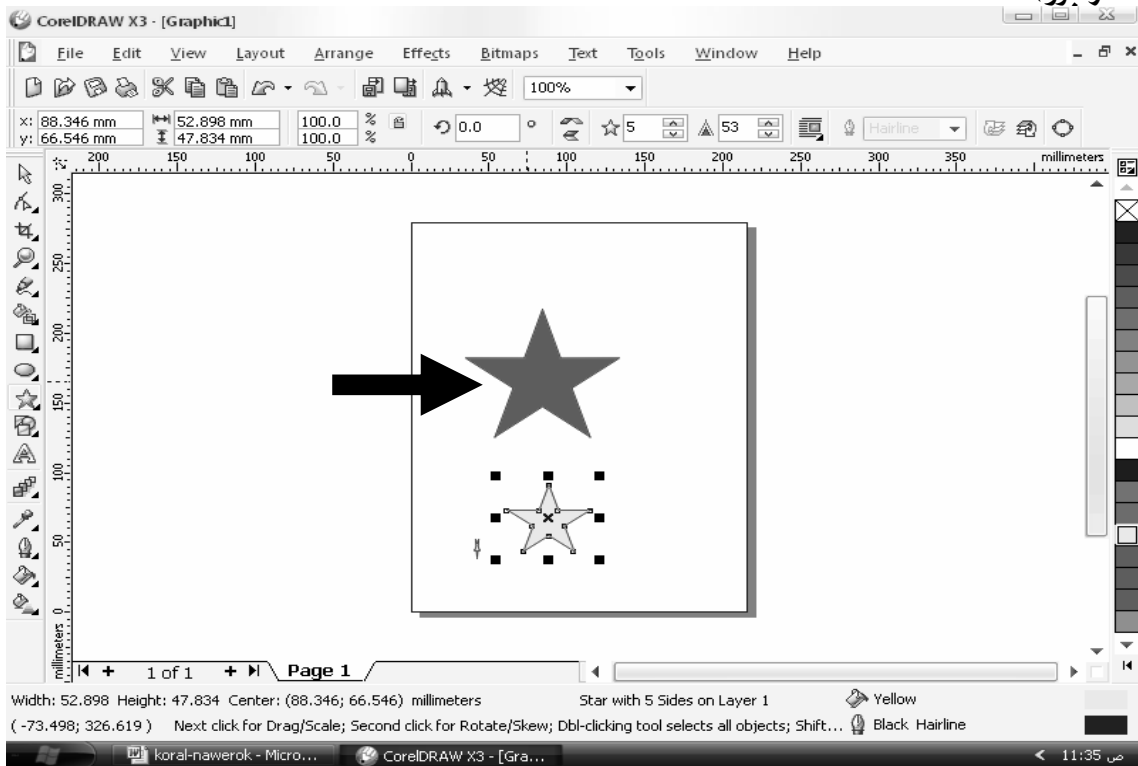 CorelDRAW X3 - [Graphic1]
File Edit View Layout Arrange Effects Bitmaps Text Tools Window Help
100%
x: 88.346 mm 52.898 mm 100.0 % 0.0 ° 5 53 Hairline
y: 66.546 mm 47.834 mm 100.0 %
200 150 100 50 0 50 100 150 200 250 300 350 millimeters
300
250
200
150
100
50
0
millimeters
1 of 1 Page 1
Width: 52.898 Height: 47.834 Center: (88.346; 66.546) millimeters Star with 5 Sides on Layer 1 Yellow
( -73.498; 326.619 ) Next click for Drag/Scale; Second click for Rotate/Skew; Dbl-clicking tool selects all objects; Shift... Black Hairline
koral-nawerok - Micro... CorelDRAW X3 - [Gra... 11:35 ص